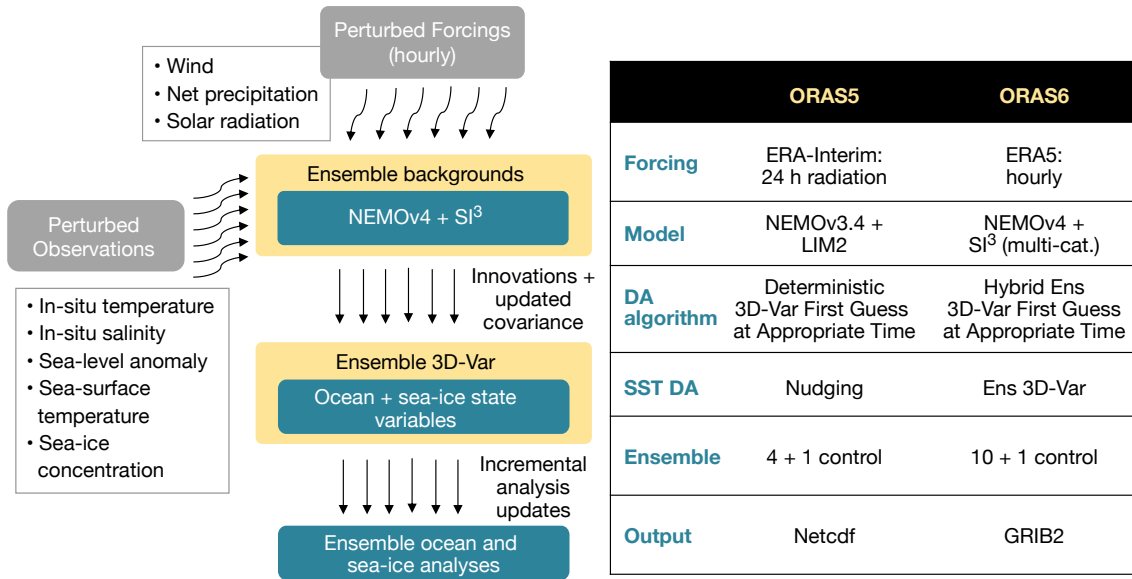 Perturbed Forcings
(hourly)
• Wind
• Net precipitation
• Solar radiation
Ensemble backgrounds
NEMOv4 + SI³
Perturbed
Observations
• In-situ temperature
• In-situ salinity
• Sea-level anomaly
• Sea-surface
temperature
• Sea-ice
concentration
Innovations +
updated
covariance
Ensemble 3D-Var
Ocean + sea-ice state
variables
Incremental
analysis
updates
Ensemble ocean and
sea-ice analyses
ORAS5 ORAS6
Forcing
ERA-Interim:
24 h radiation
ERA5:
hourly
Model
NEMOv3.4 +
LIM2
NEMOv4 +
SI³ (multi-cat.)
DA
algorithm
Deterministic
3D-Var First Guess
at Appropriate Time
Hybrid Ens
3D-Var First Guess
at Appropriate Time
SST DA
Nudging
Ens 3D-Var
Ensemble
4 + 1 control
10 + 1 control
Output
Netcdf
GRIB2